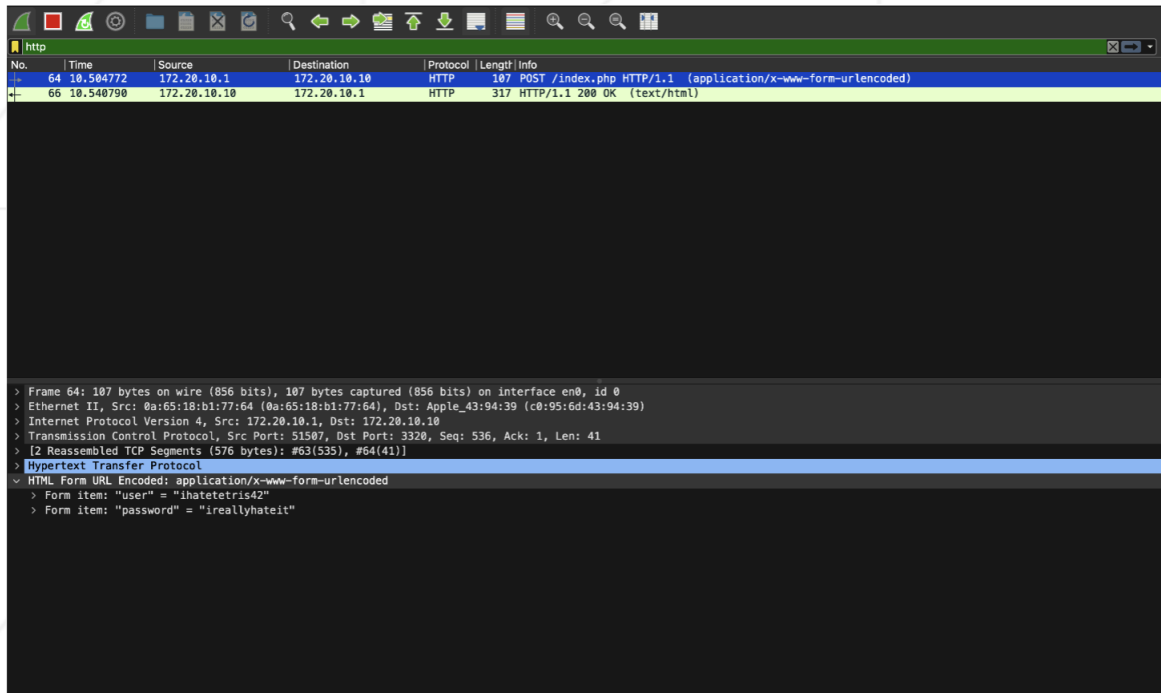 http
No. Time Source Destination Protocol Length Info
64 10.504772 172.20.10.1 172.20.10.10 HTTP 107 POST /index.php HTTP/1.1 (application/x-www-form-urlencoded)
66 10.540790 172.20.10.10 172.20.10.1 HTTP 317 HTTP/1.1 200 OK (text/html)
> Frame 64: 107 bytes on wire (856 bits), 107 bytes captured (856 bits) on interface en0, id 0
> Ethernet II, Src: 0a:65:18:b1:77:64 (0a:65:18:b1:77:64), Dst: Apple_43:94:39 (c0:95:6d:43:94:39)
> Internet Protocol Version 4, Src: 172.20.10.1, Dst: 172.20.10.10
> Transmission Control Protocol, Src Port: 51507, Dst Port: 3320, Seq: 536, Ack: 1, Len: 41
> [2 Reassembled TCP Segments (576 bytes): #63(535), #64(41)]
> Hypertext Transfer Protocol
HTML Form URL Encoded: application/x-www-form-urlencoded
> Form item: "user" = "ihatetetris42"
> Form item: "password" = "ireallyhateit"